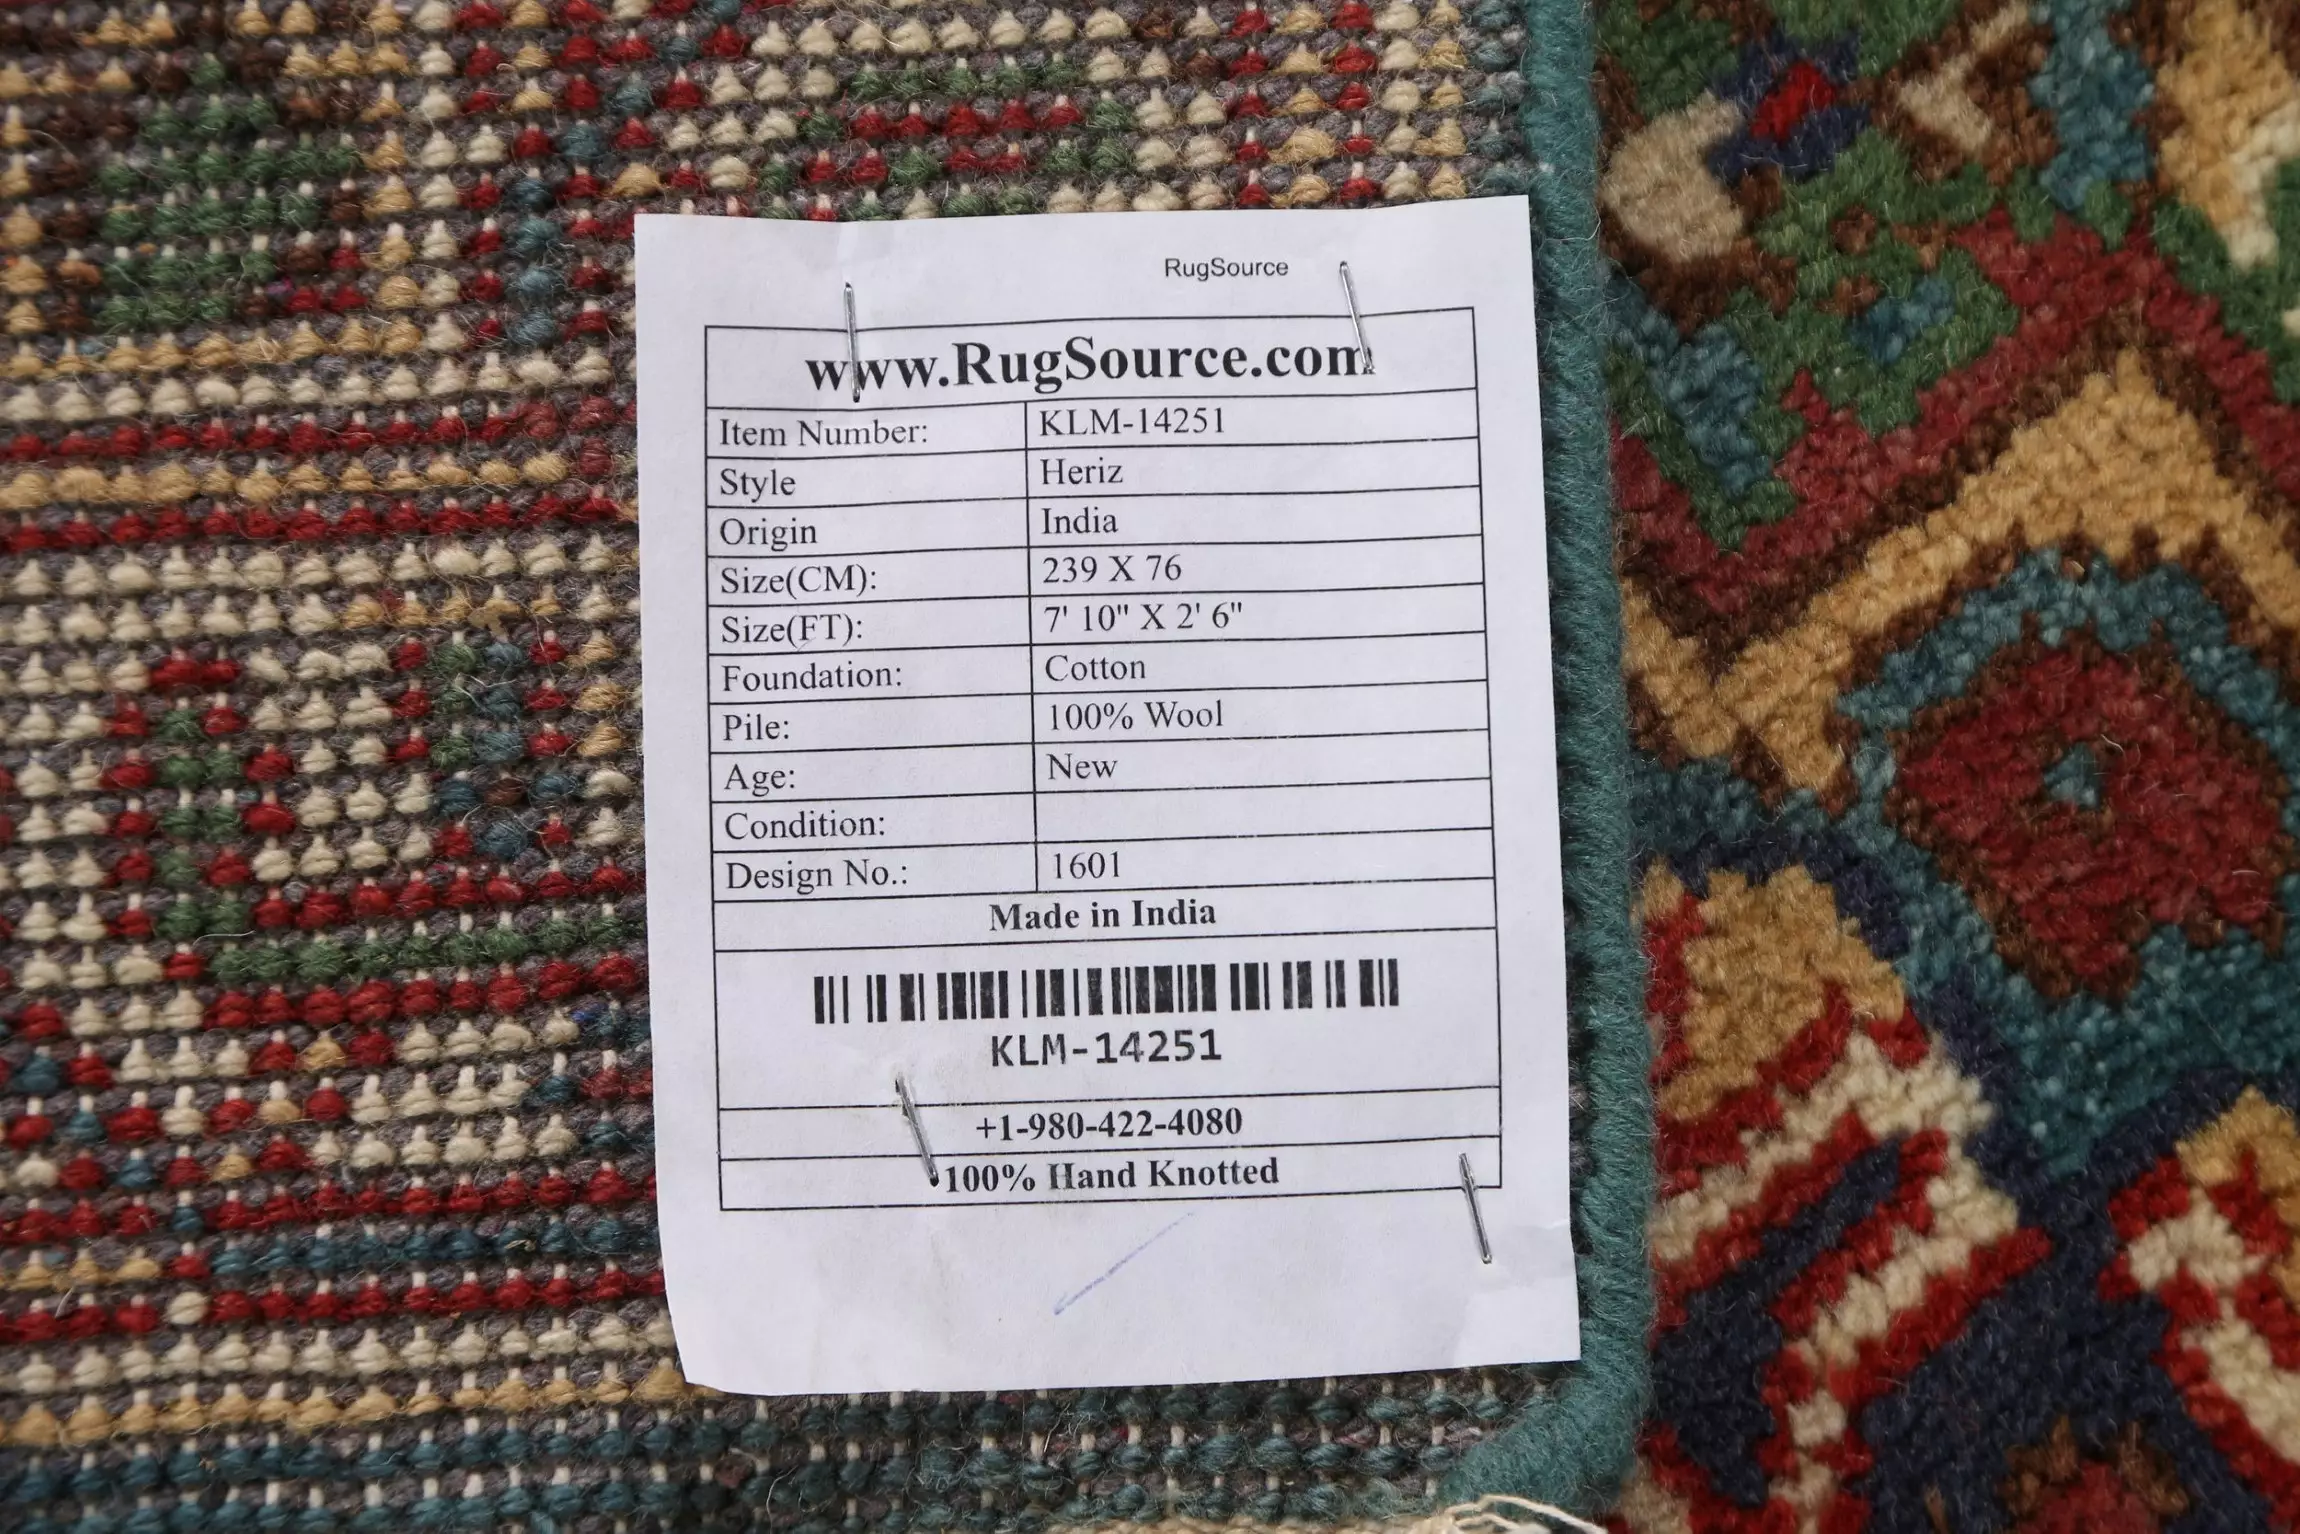 RugSource
www.RugSource.com
Item Number: KLM-14251
Style Heriz
Origin India
Size(CM): 239 X 76
Size(FT): 7' 10" X 2' 6"
Foundation: Cotton
Pile: 100% Wool
Age: New
Condition:
Design No.: 1601
Made in India
KLM-14251
+1-980-422-4080
100% Hand Knotted